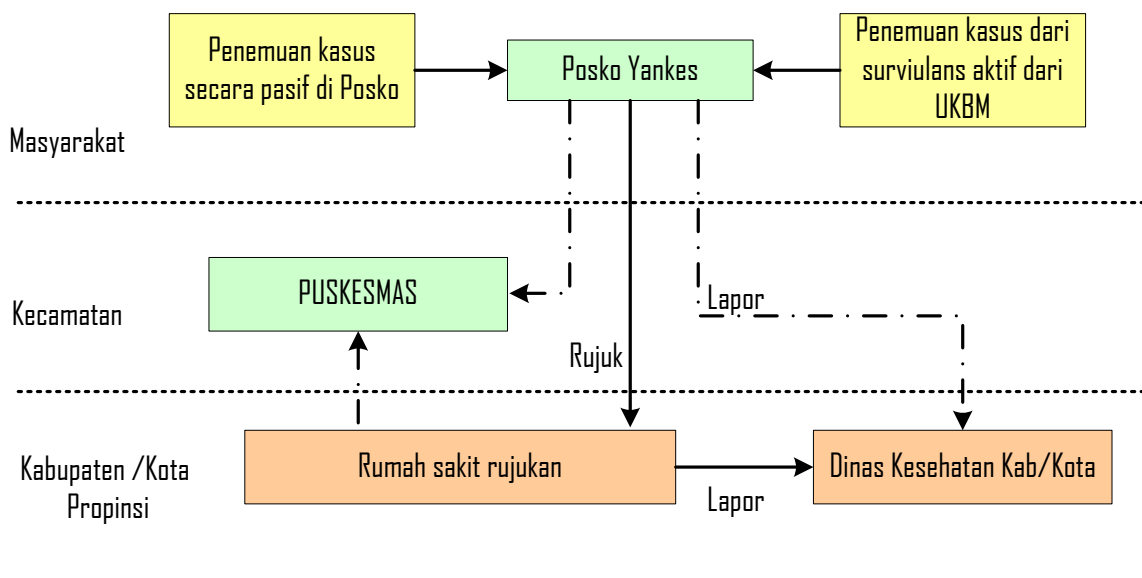 Penemuan kasus
secara pasif di Posko
Posko Yankes
Penemuan kasus dari
surviulans aktif dari
UKBM
Masyarakat
PUSKESMAS
Kecamatan
Lapor
Rujuk
Kabupaten /Kota
Propinsi
Rumah sakit rujukan
Dinas Kesehatan Kab/Kota
Lapor